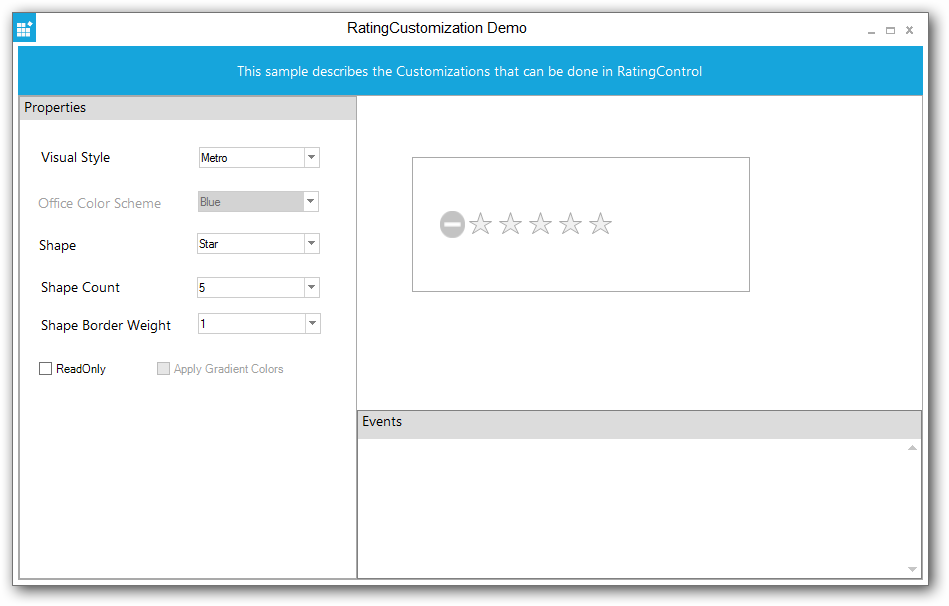 RatingCustomization Demo
This sample describes the Customizations that can be done in RatingControl
Properties
Visual Style Metro
Office Color Scheme Blue
Shape Star
Shape Count 5
Shape Border Weight 1
ReadOnly Apply Gradient Colors
Events